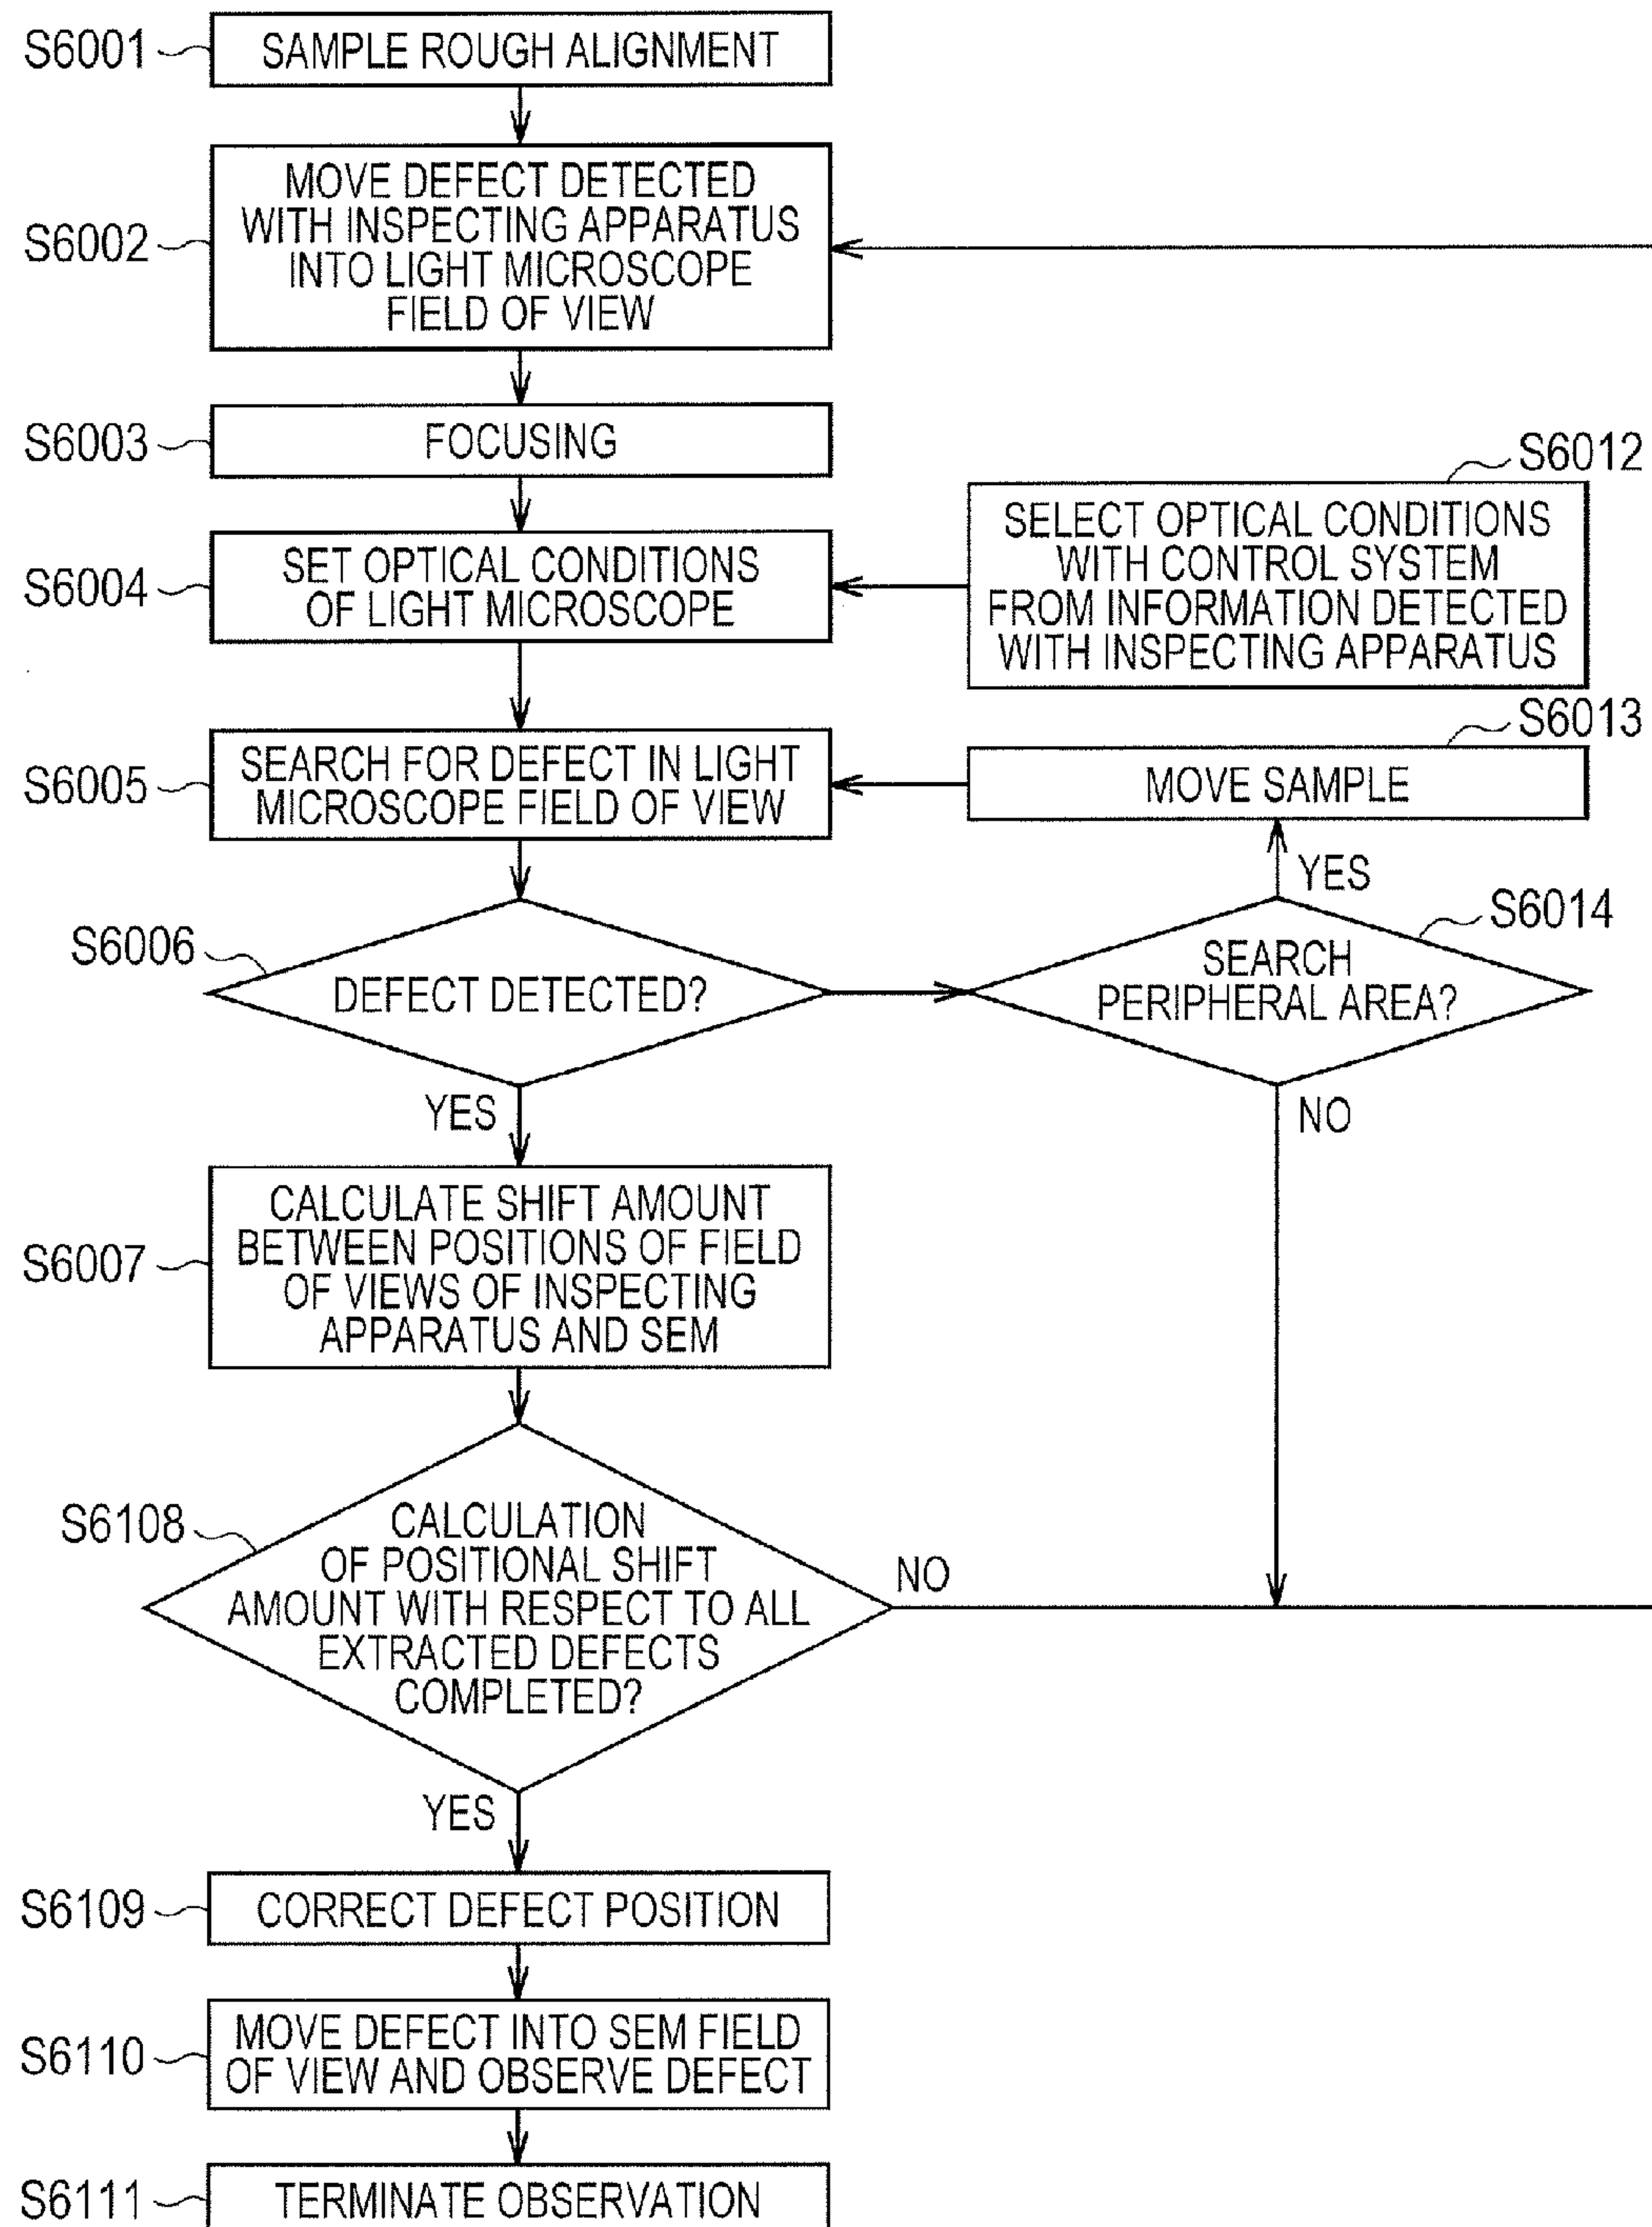 S6001
SAMPLE ROUGH ALIGNMENT
S6002
MOVE DEFECT DETECTED
WITH INSPECTING APPARATUS
INTO LIGHT MICROSCOPE
FIELD OF VIEW
S6003
FOCUSING
S6012
SELECT OPTICAL CONDITIONS
WITH CONTROL SYSTEM
FROM INFORMATION DETECTED
WITH INSPECTING APPARATUS
S6004
SET OPTICAL CONDITIONS
OF LIGHT MICROSCOPE
S6013
MOVE SAMPLE
S6005
SEARCH FOR DEFECT IN LIGHT
MICROSCOPE FIELD OF VIEW
YES
S6014
SEARCH
PERIPHERAL AREA?
S6006
DEFECT DETECTED?
YES
NO
S6007
CALCULATE SHIFT AMOUNT
BETWEEN POSITIONS OF FIELD
OF VIEWS OF INSPECTING
APPARATUS AND SEM
S6108
CALCULATION
OF POSITIONAL SHIFT
AMOUNT WITH RESPECT TO ALL
EXTRACTED DEFECTS
COMPLETED?
NO
YES
S6109
CORRECT DEFECT POSITION
S6110
MOVE DEFECT INTO SEM FIELD
OF VIEW AND OBSERVE DEFECT
S6111
TERMINATE OBSERVATION